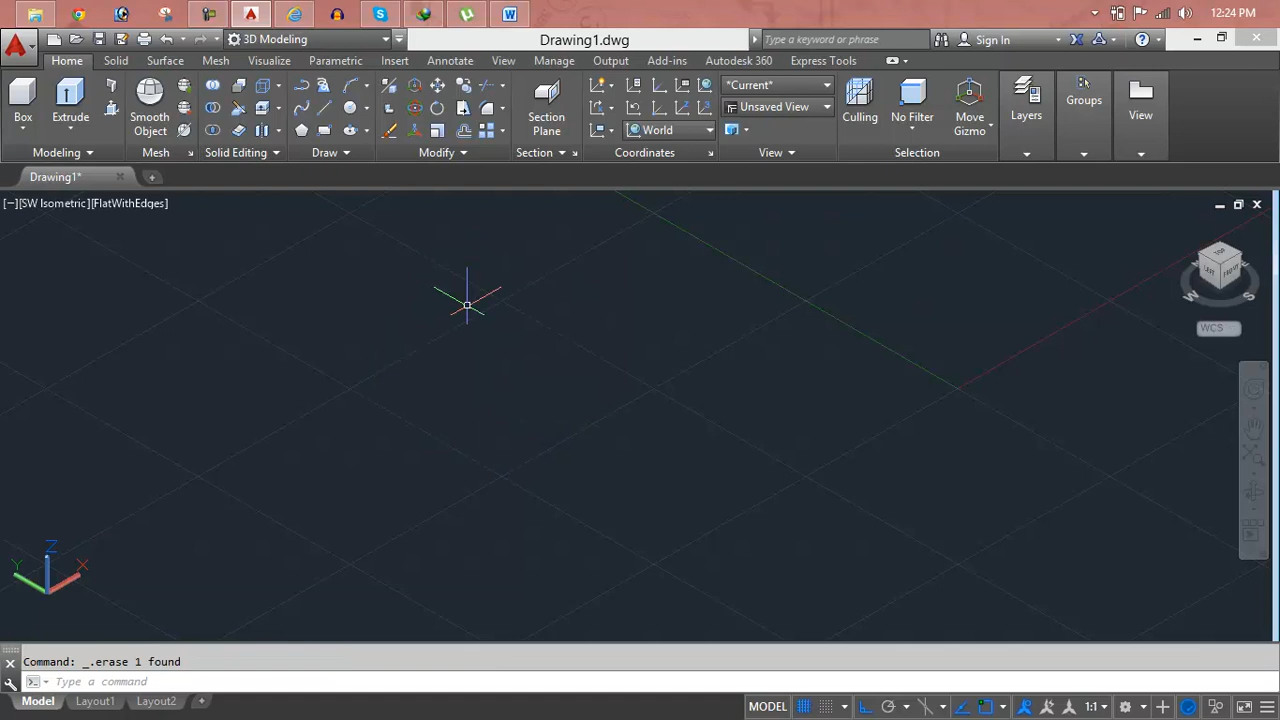 12:24 PM
3D Modeling
Drawing1.dwg
Type a keyword or phrase
Sign In
Home Solid Surface Mesh Visualize Parametric Insert Annotate View Manage Output Add-ins Autodesk 360 Express Tools
*Current*
Unsaved View
World
Box
Extrude
Smooth Object
Section Plane
Culling
No Filter
Move Gizmo
Layers
Groups
View
Modeling Mesh Solid Editing Draw Modify Section Coordinates View Selection
Drawing1*
[−][SW Isometric][FlatWithEdges]
TOP
LEFT FRONT
W S
WCS
Z
Y X
Command: _.erase 1 found
Type a command
Model Layout1 Layout2 +
MODEL 1:1